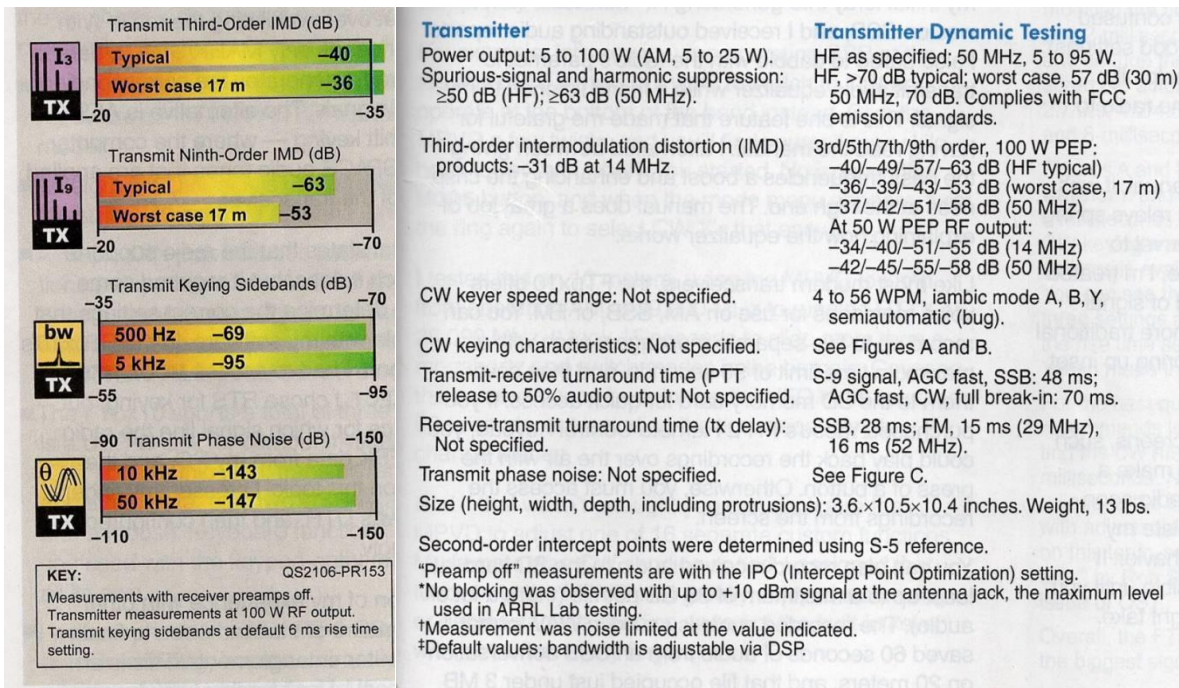 Transmit Third-Order IMD (dB)
I3
TX
Typical –40
Worst case 17 m –36
–20 –35
Transmit Ninth-Order IMD (dB)
I9
TX
Typical –63
Worst case 17 m –53
–20 –70
Transmit Keying Sidebands (dB)
–35 –70
bw
TX
500 Hz –69
5 kHz –95
–55 –95
–90 Transmit Phase Noise (dB) –150
θ
TX
10 kHz –143
50 kHz –147
–110 –150
KEY: QS2106-PR153
Measurements with receiver preamps off.
Transmitter measurements at 100 W RF output.
Transmit keying sidebands at default 6 ms rise time
setting.
Transmitter
Power output: 5 to 100 W (AM, 5 to 25 W).
Spurious-signal and harmonic suppression:
≥50 dB (HF); ≥63 dB (50 MHz).
Third-order intermodulation distortion (IMD)
products: –31 dB at 14 MHz.
CW keyer speed range: Not specified.
CW keying characteristics: Not specified.
Transmit-receive turnaround time (PTT
release to 50% audio output: Not specified.
Receive-transmit turnaround time (tx delay):
Not specified.
Transmit phase noise: Not specified.
Transmitter Dynamic Testing
HF, as specified; 50 MHz, 5 to 95 W.
HF, >70 dB typical; worst case, 57 dB (30 m)
50 MHz, 70 dB. Complies with FCC
emission standards.
3rd/5th/7th/9th order, 100 W PEP:
–40/–49/–57/–63 dB (HF typical)
–36/–39/–43/–53 dB (worst case, 17 m)
–37/–42/–51/–58 dB (50 MHz)
At 50 W PEP RF output:
–34/–40/–51/–55 dB (14 MHz)
–42/–45/–55/–58 dB (50 MHz)
4 to 56 WPM, iambic mode A, B, Y,
semiautomatic (bug).
See Figures A and B.
S-9 signal, AGC fast, SSB: 48 ms;
AGC fast, CW, full break-in: 70 ms.
SSB, 28 ms; FM, 15 ms (29 MHz),
16 ms (52 MHz).
See Figure C.
Size (height, width, depth, including protrusions): 3.6.×10.5×10.4 inches. Weight, 13 lbs.
Second-order intercept points were determined using S-5 reference.
“Preamp off” measurements are with the IPO (Intercept Point Optimization) setting.
*No blocking was observed with up to +10 dBm signal at the antenna jack, the maximum level
used in ARRL Lab testing.
†Measurement was noise limited at the value indicated.
‡Default values; bandwidth is adjustable via DSP.